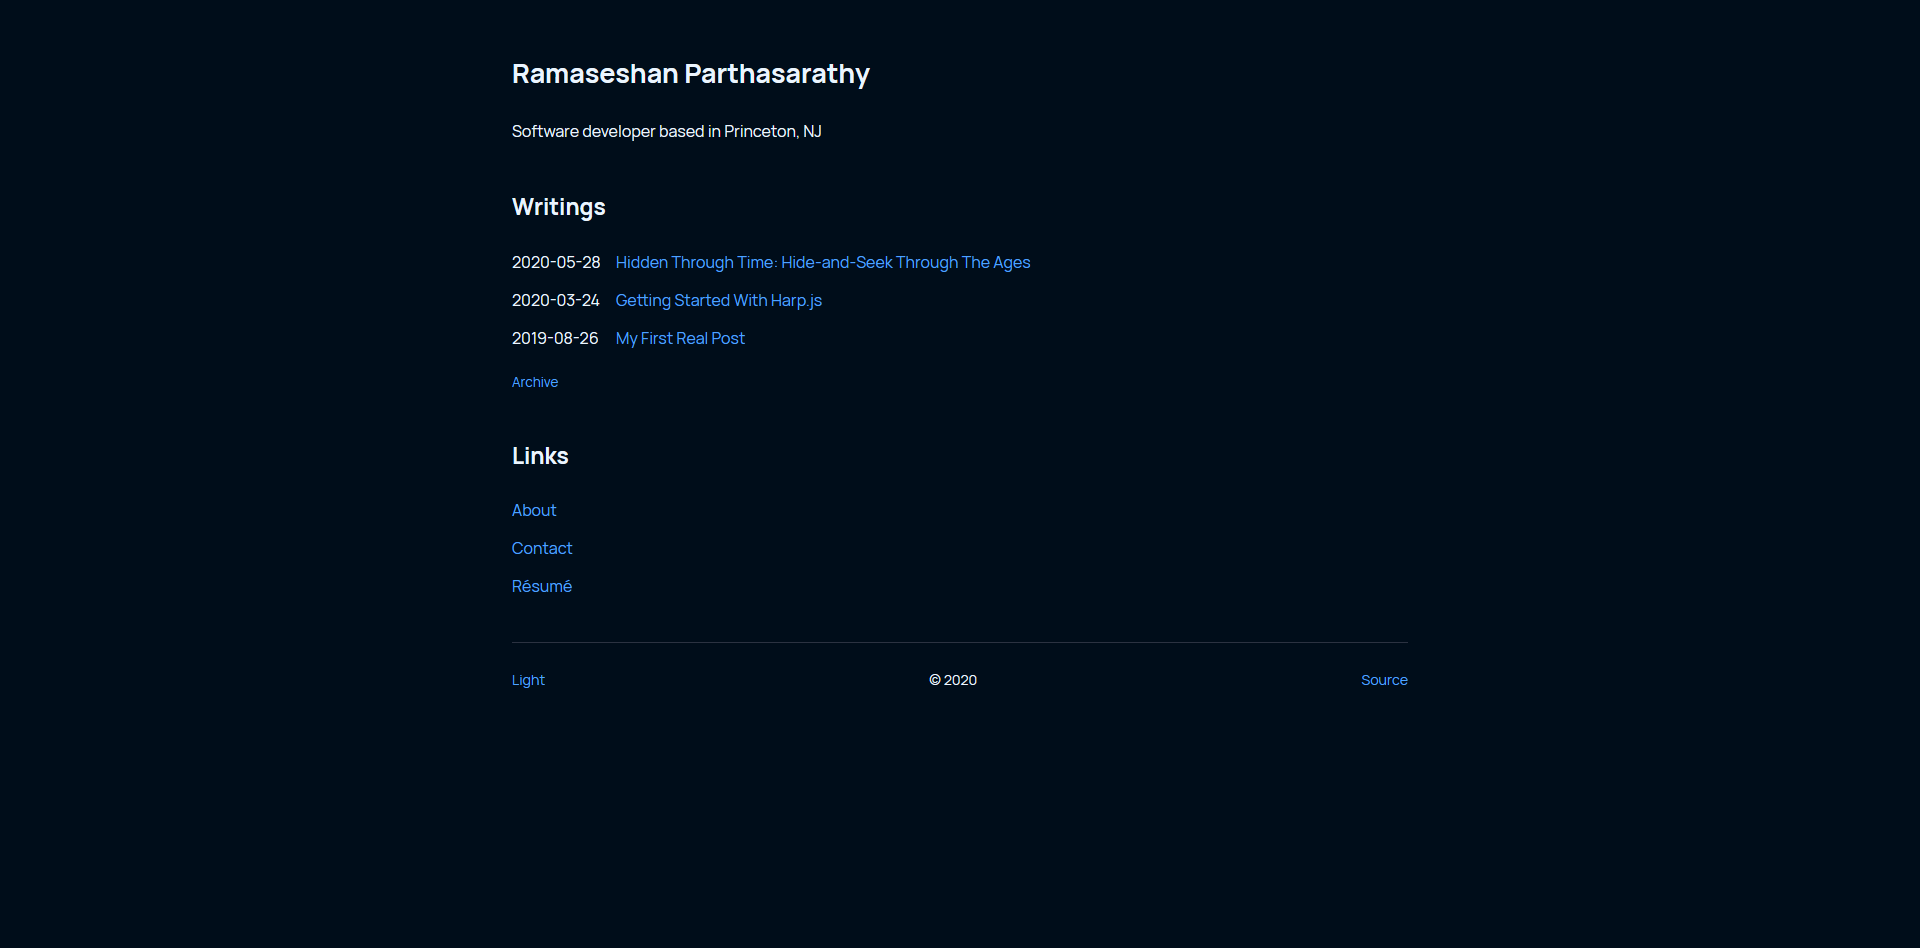 Ramaseshan Parthasarathy
Software developer based in Princeton, NJ
Writings
2020-05-28 Hidden Through Time: Hide-and-Seek Through The Ages
2020-03-24 Getting Started With Harp.js
2019-08-26 My First Real Post
Archive
Links
About
Contact
Résumé
Light © 2020 Source